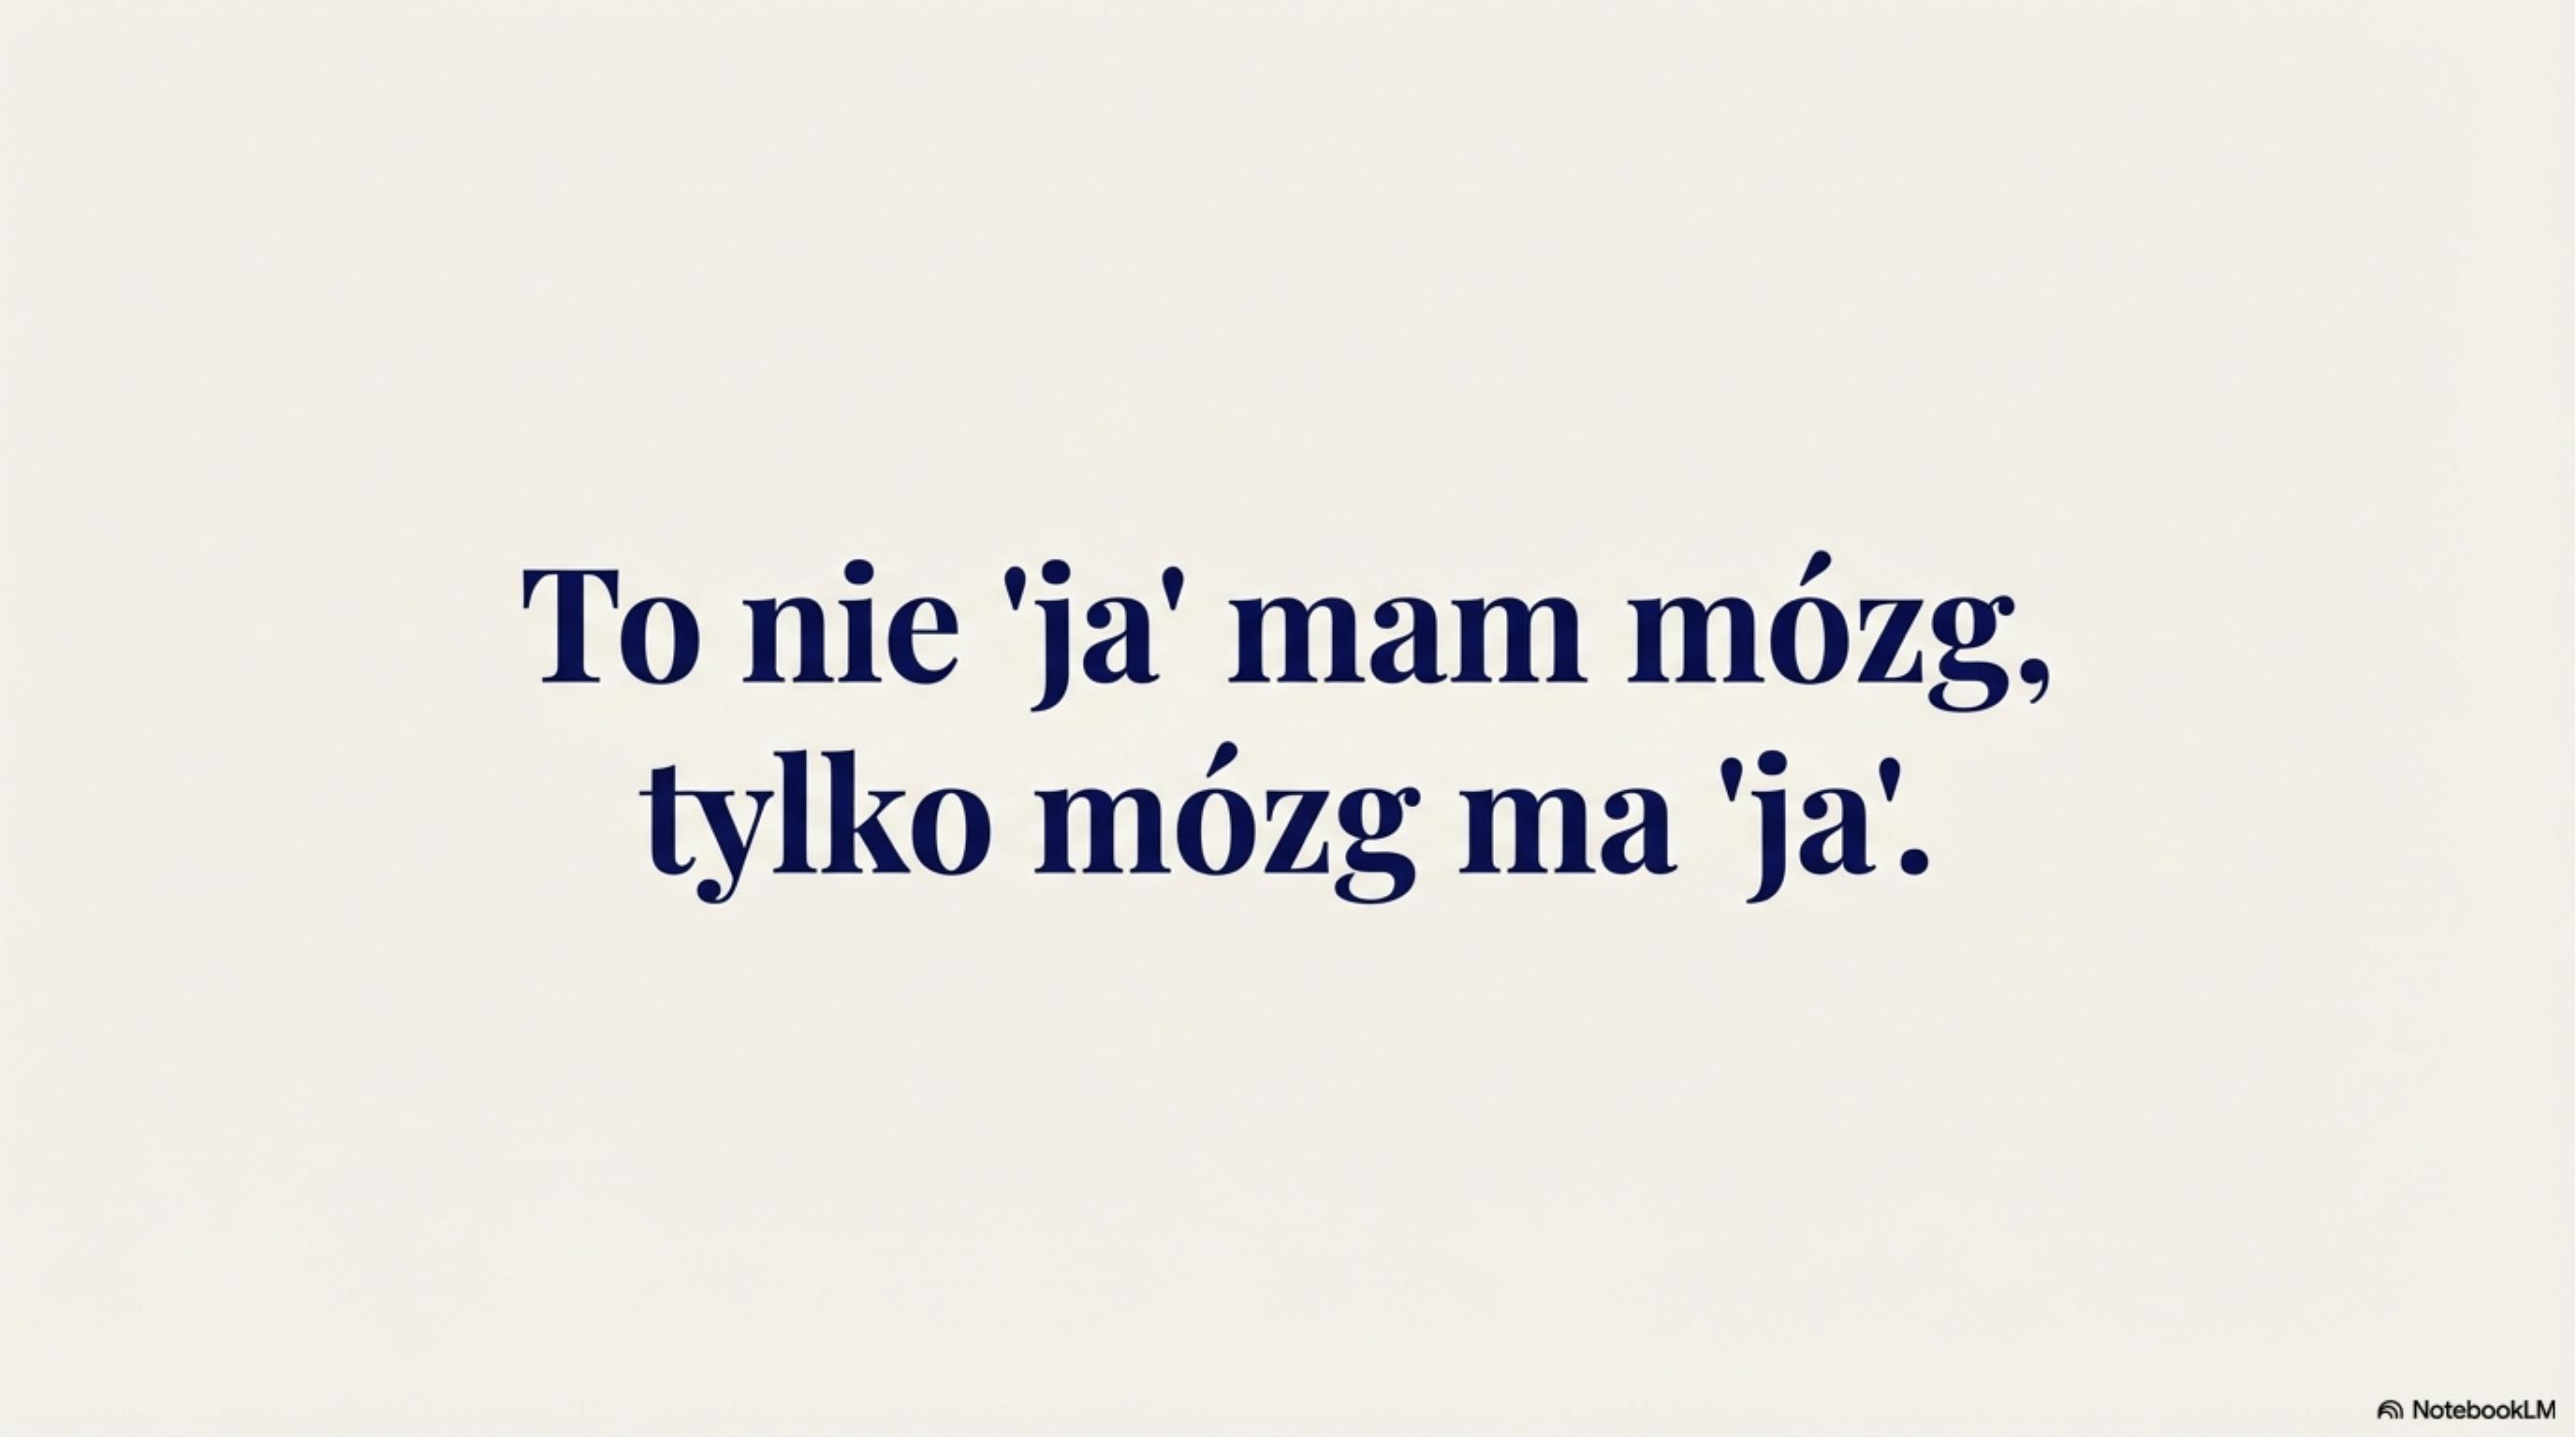 To nie 'ja' mam mózg,
tylko mózg ma 'ja'.
NotebookLM